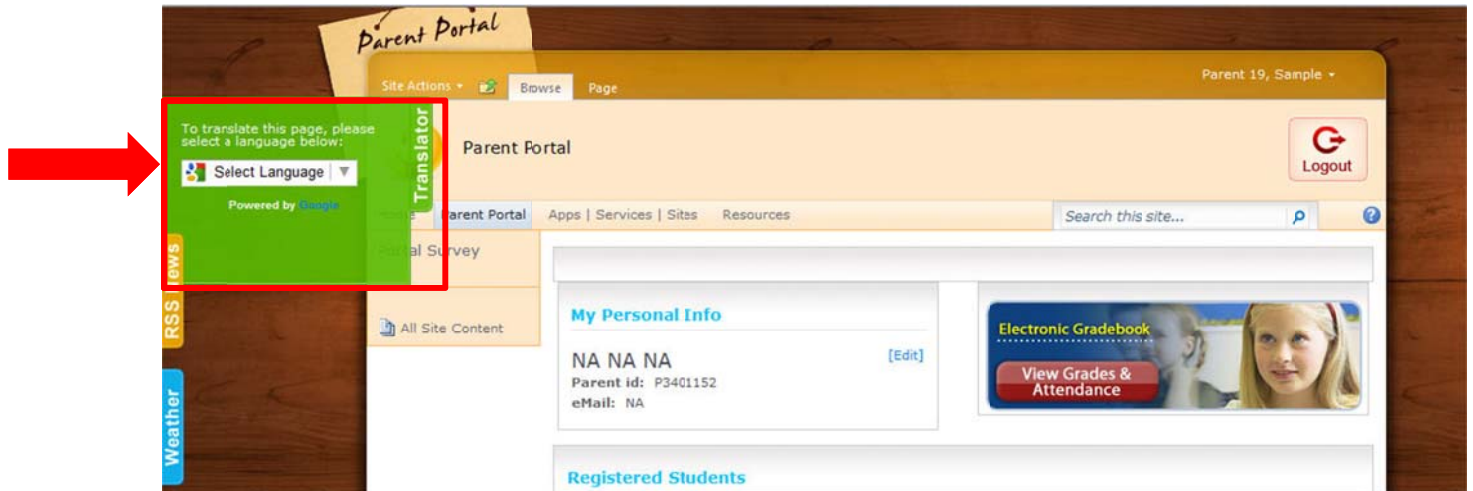 Parent Portal
Site Actions
Browse
Page
Parent 19, Sample
To translate this page, please
select a language below:
Select Language
Powered by Google
Translator
Parent Portal
Logout
Parent Portal
Apps | Services | Sites
Resources
Search this site...
Survey
RSS News
All Site Content
Weather
My Personal Info
NA NA NA
[Edit]
Parent id: P3401152
eMail: NA
Electronic Gradebook
View Grades &
Attendance
Registered Students